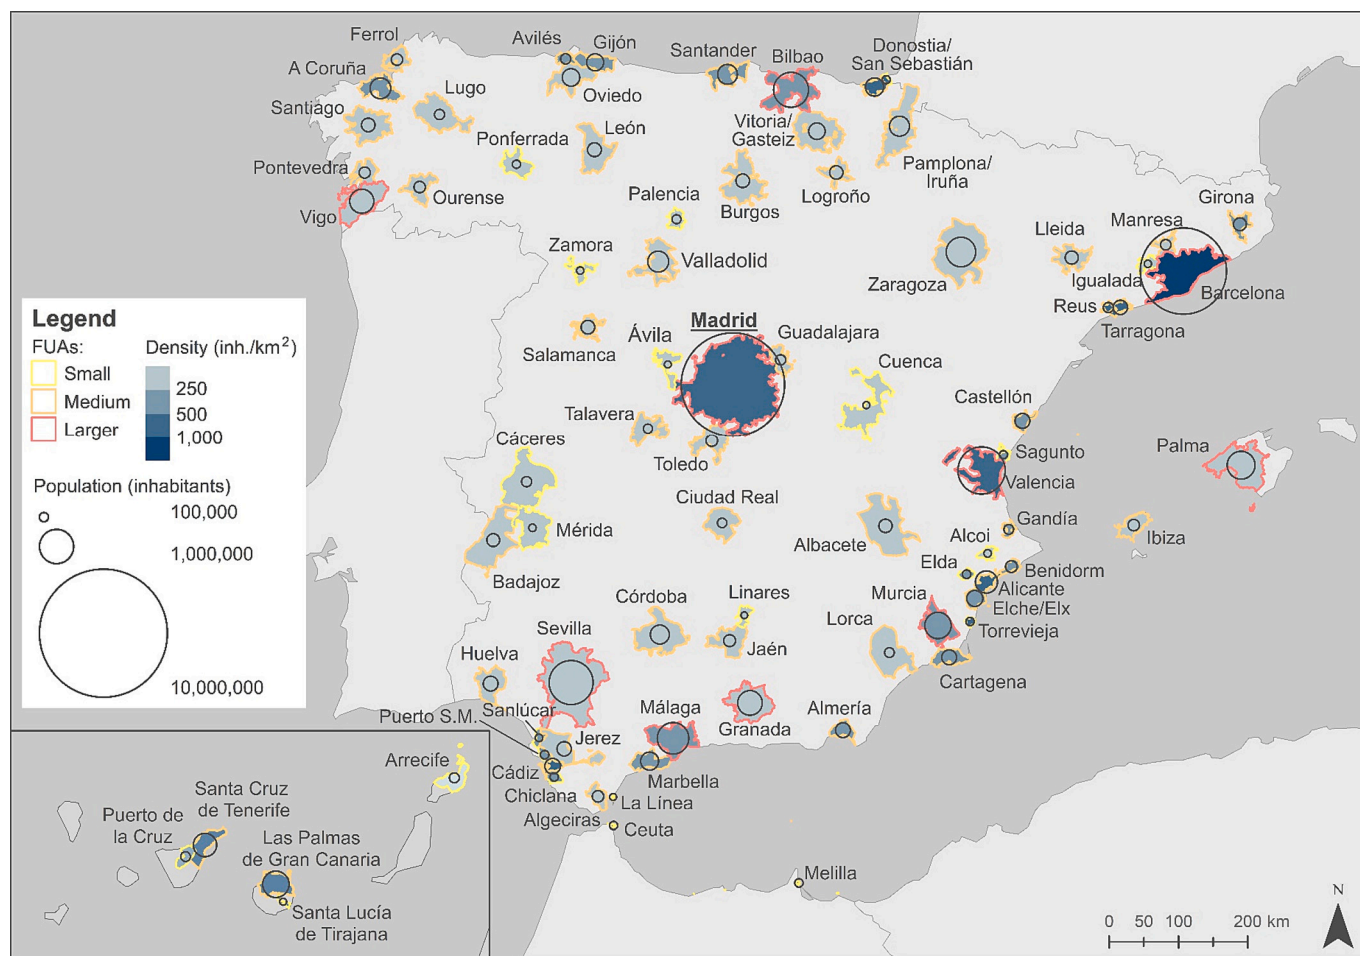 Ferrol
Avilés
Gijón
Santander
Bilbao
Donostia/
San Sebastián
A Coruña
Lugo
Oviedo
Santiago
Ponferrada
León
Vitoria/
Gasteiz
Pamplona/
Iruña
Pontevedra
Ourense
Vigo
Palencia
Burgos
Logroño
Zamora
Valladolid
Zaragoza
Lleida
Manresa
Girona
Igualada
Barcelona
Reus
Tarragona
Salamanca
Ávila
Madrid
Guadalajara
Cuenca
Talavera
Toledo
Castellón
Sagunto
Valencia
Palma
Ibiza
Cáceres
Mérida
Badajoz
Ciudad Real
Albacete
Gandía
Alcoi
Elda
Benidorm
Alicante
Elche/Elx
Torrevieja
Murcia
Lorca
Cartagena
Córdoba
Linares
Jaén
Sevilla
Huelva
Sanlúcar
Puerto S.M.
Jerez
Cádiz
Chiclana
Málaga
Granada
Almería
Marbella
La Línea
Algeciras
Ceuta
Melilla
Legend
FUAs:
Small
Medium
Larger
Density (inh./km²)
250
500
1,000
Population (inhabitants)
100,000
1,000,000
10,000,000
Arrecife
Santa Cruz
de Tenerife
Puerto de
la Cruz
Las Palmas
de Gran Canaria
Santa Lucía
de Tirajana
N
0 50 100 200 km